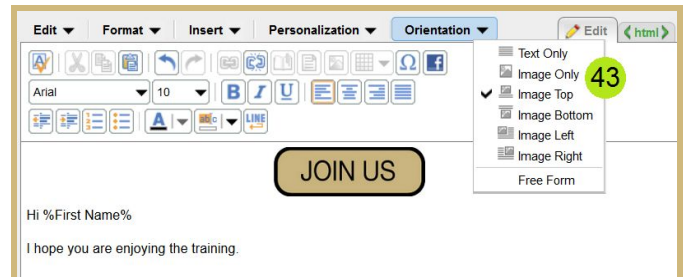 Edit Format Insert Personalization Orientation Edit <html>
Text Only
Image Only
43
Image Top
Image Bottom
Image Left
Image Right
Free Form
Ω f
Arial 10 B I U
A ab|c LINE
JOIN US
Hi %First Name%
I hope you are enjoying the training.